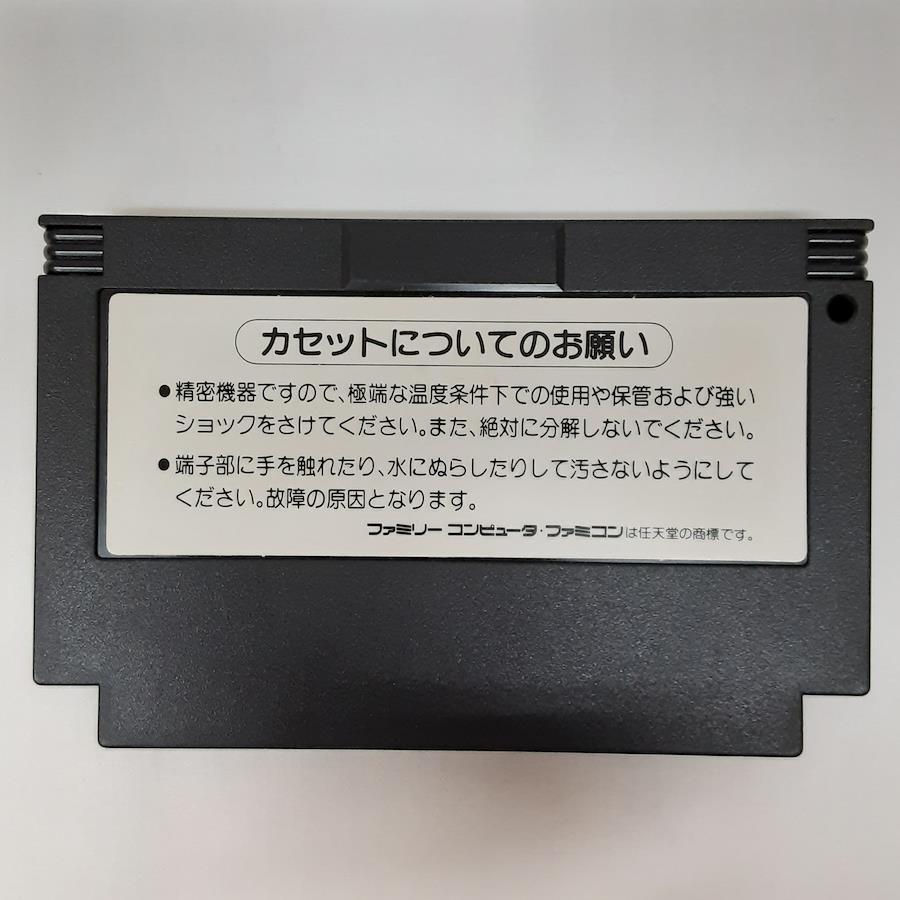 カセットについてのお願い
●精密機器ですので、極端な温度条件下での使用や保管および強い
ショックをさけてください。また、絶対に分解しないでください。
●端子部に手を触れたり、水にぬらしたりして汚さないようにして
ください。故障の原因となります。
ファミリー コンピュータ・ファミコンは任天堂の商標です。